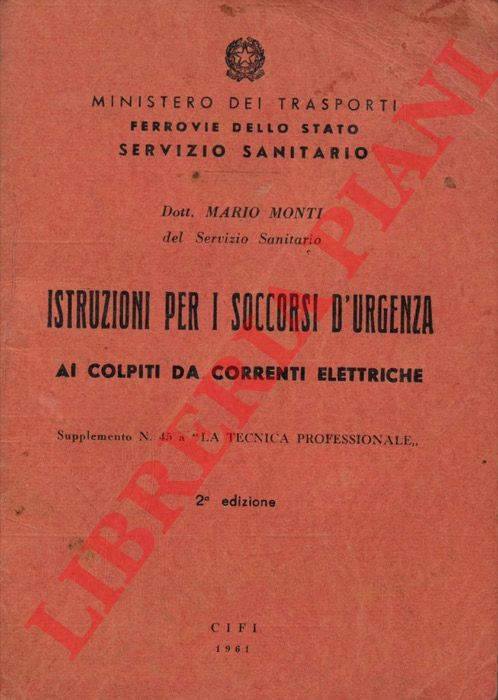 MINISTERO DEI TRASPORTI
FERROVIE DELLO STATO
SERVIZIO SANITARIO
Dott. MARIO MONTI
del Servizio Sanitario
ISTRUZIONI PER I SOCCORSI D'URGENZA
AI COLPITI DA CORRENTI ELETTRICHE
Supplemento N. 45 a "LA TECNICA PROFESSIONALE„
2ª edizione
CIFI
1961
LIBRERIA PIANI